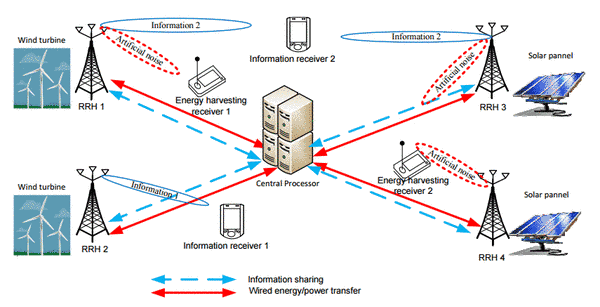 Information 2
Information 2
Wind turbine
Artificial noise
Information receiver 2
Artificial noise
Solar pannel
RRH 1
Energy harvesting
receiver 1
RRH 3
Central Processor
Artificial noise
Wind turbine
Information 1
Energy harvesting
receiver 2
Solar pannel
RRH 2
Information receiver 1
RRH 4
Information sharing
Wired energy/power transfer